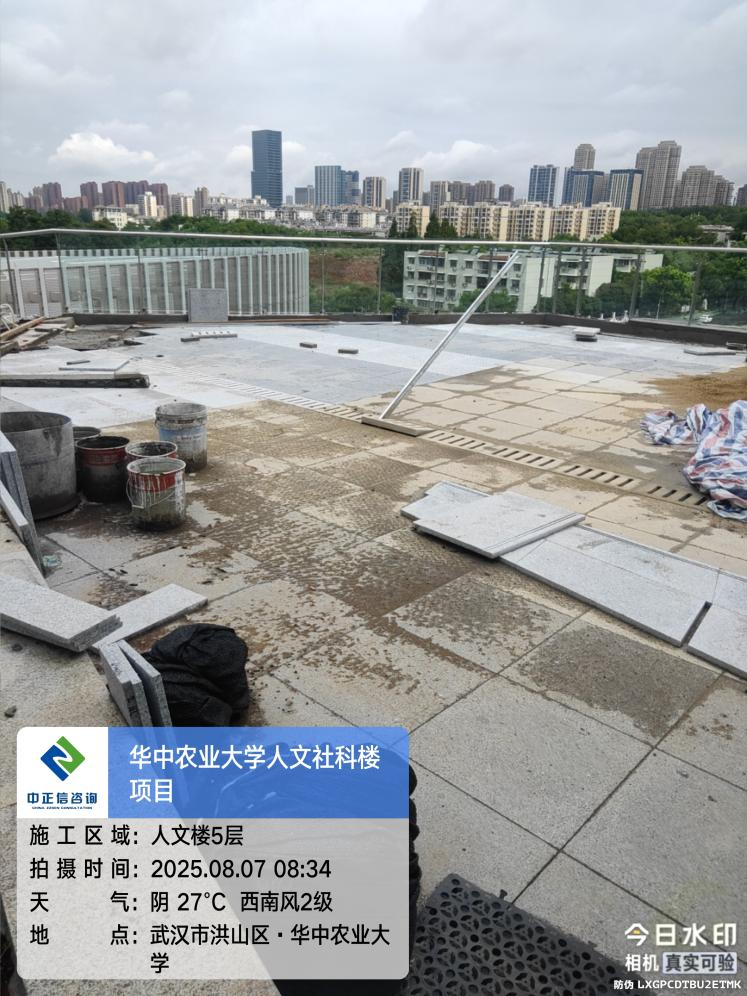 中正信咨询
CHINA ZZXIN CONSULTATION
华中农业大学人文社科楼
项目
施工区域：人文楼5层
拍摄时间：2025.08.07 08:34
天气：阴 27°C 西南风2级
地点：武汉市洪山区·华中农业大
学
今日水印
相机 真实可验
防伪 LXGPCDTBU2ETMK